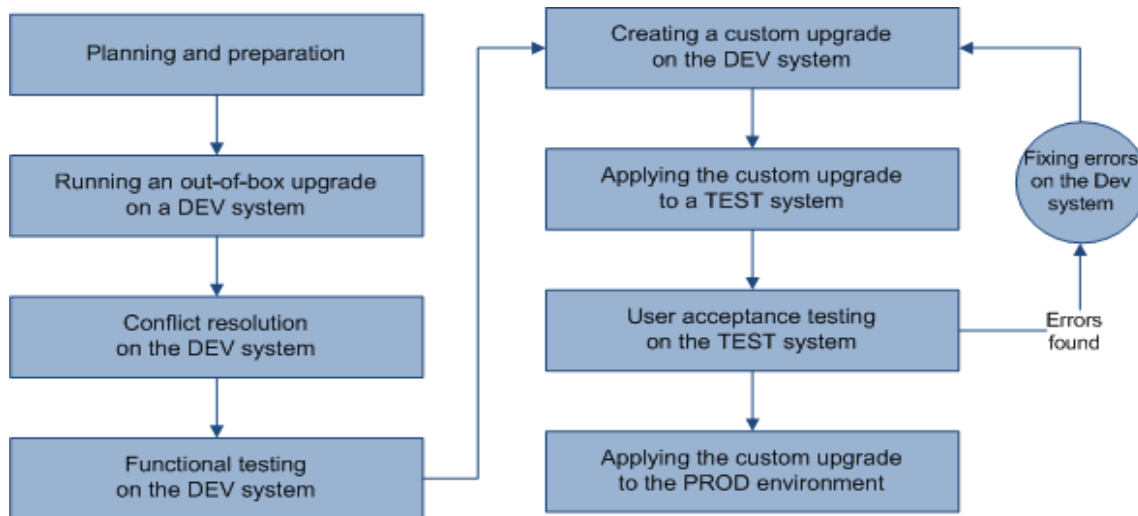 Planning and preparation
Running an out-of-box upgrade
on a DEV system
Conflict resolution
on the DEV system
Functional testing
on the DEV system
Creating a custom upgrade
on the DEV system
Applying the custom upgrade
to a TEST system
User acceptance testing
on the TEST system
Applying the custom upgrade
to the PROD environment
Errors
found
Fixing errors
on the Dev
system